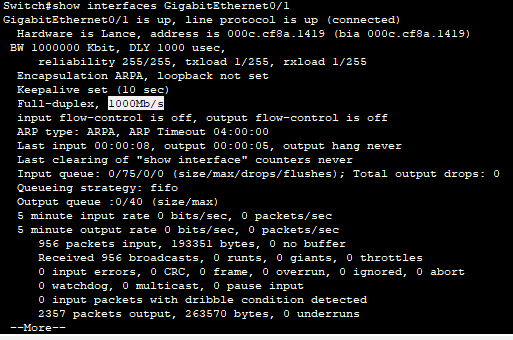 Switch#show interfaces GigabitEthernet0/1
GigabitEthernet0/1 is up, line protocol is up (connected)
Hardware is Lance, address is 000c.cf8a.1419 (bia 000c.cf8a.1419)
BW 1000000 Kbit, DLY 1000 usec,
reliability 255/255, txload 1/255, rxload 1/255
Encapsulation ARPA, loopback not set
Keepalive set (10 sec)
Full-duplex, 1000Mb/s
input flow-control is off, output flow-control is off
ARP type: ARPA, ARP Timeout 04:00:00
Last input 00:00:08, output 00:00:05, output hang never
Last clearing of "show interface" counters never
Input queue: 0/75/0/0 (size/max/drops/flushes); Total output drops: 0
Queueing strategy: fifo
Output queue :0/40 (size/max)
5 minute input rate 0 bits/sec, 0 packets/sec
5 minute output rate 0 bits/sec, 0 packets/sec
956 packets input, 193351 bytes, 0 no buffer
Received 956 broadcasts, 0 runts, 0 giants, 0 throttles
0 input errors, 0 CRC, 0 frame, 0 overrun, 0 ignored, 0 abort
0 watchdog, 0 multicast, 0 pause input
0 input packets with dribble condition detected
2357 packets output, 263570 bytes, 0 underruns
--More--